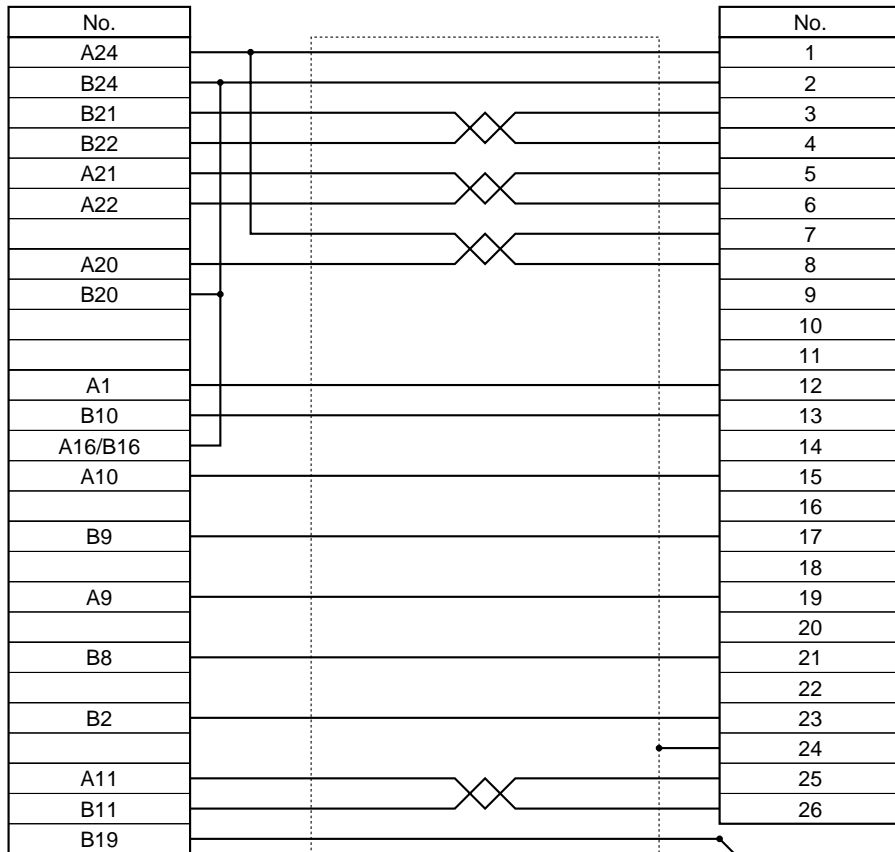 No. No.
A24 1
B24 2
B21 3
B22 4
A21 5
A22 6
7
A20 8
B20 9
10
11
A1 12
B10 13
A16/B16 14
A10 15
16
B9 17
18
A9 19
20
B8 21
22
B2 23
24
A11 25
B11 26
B19